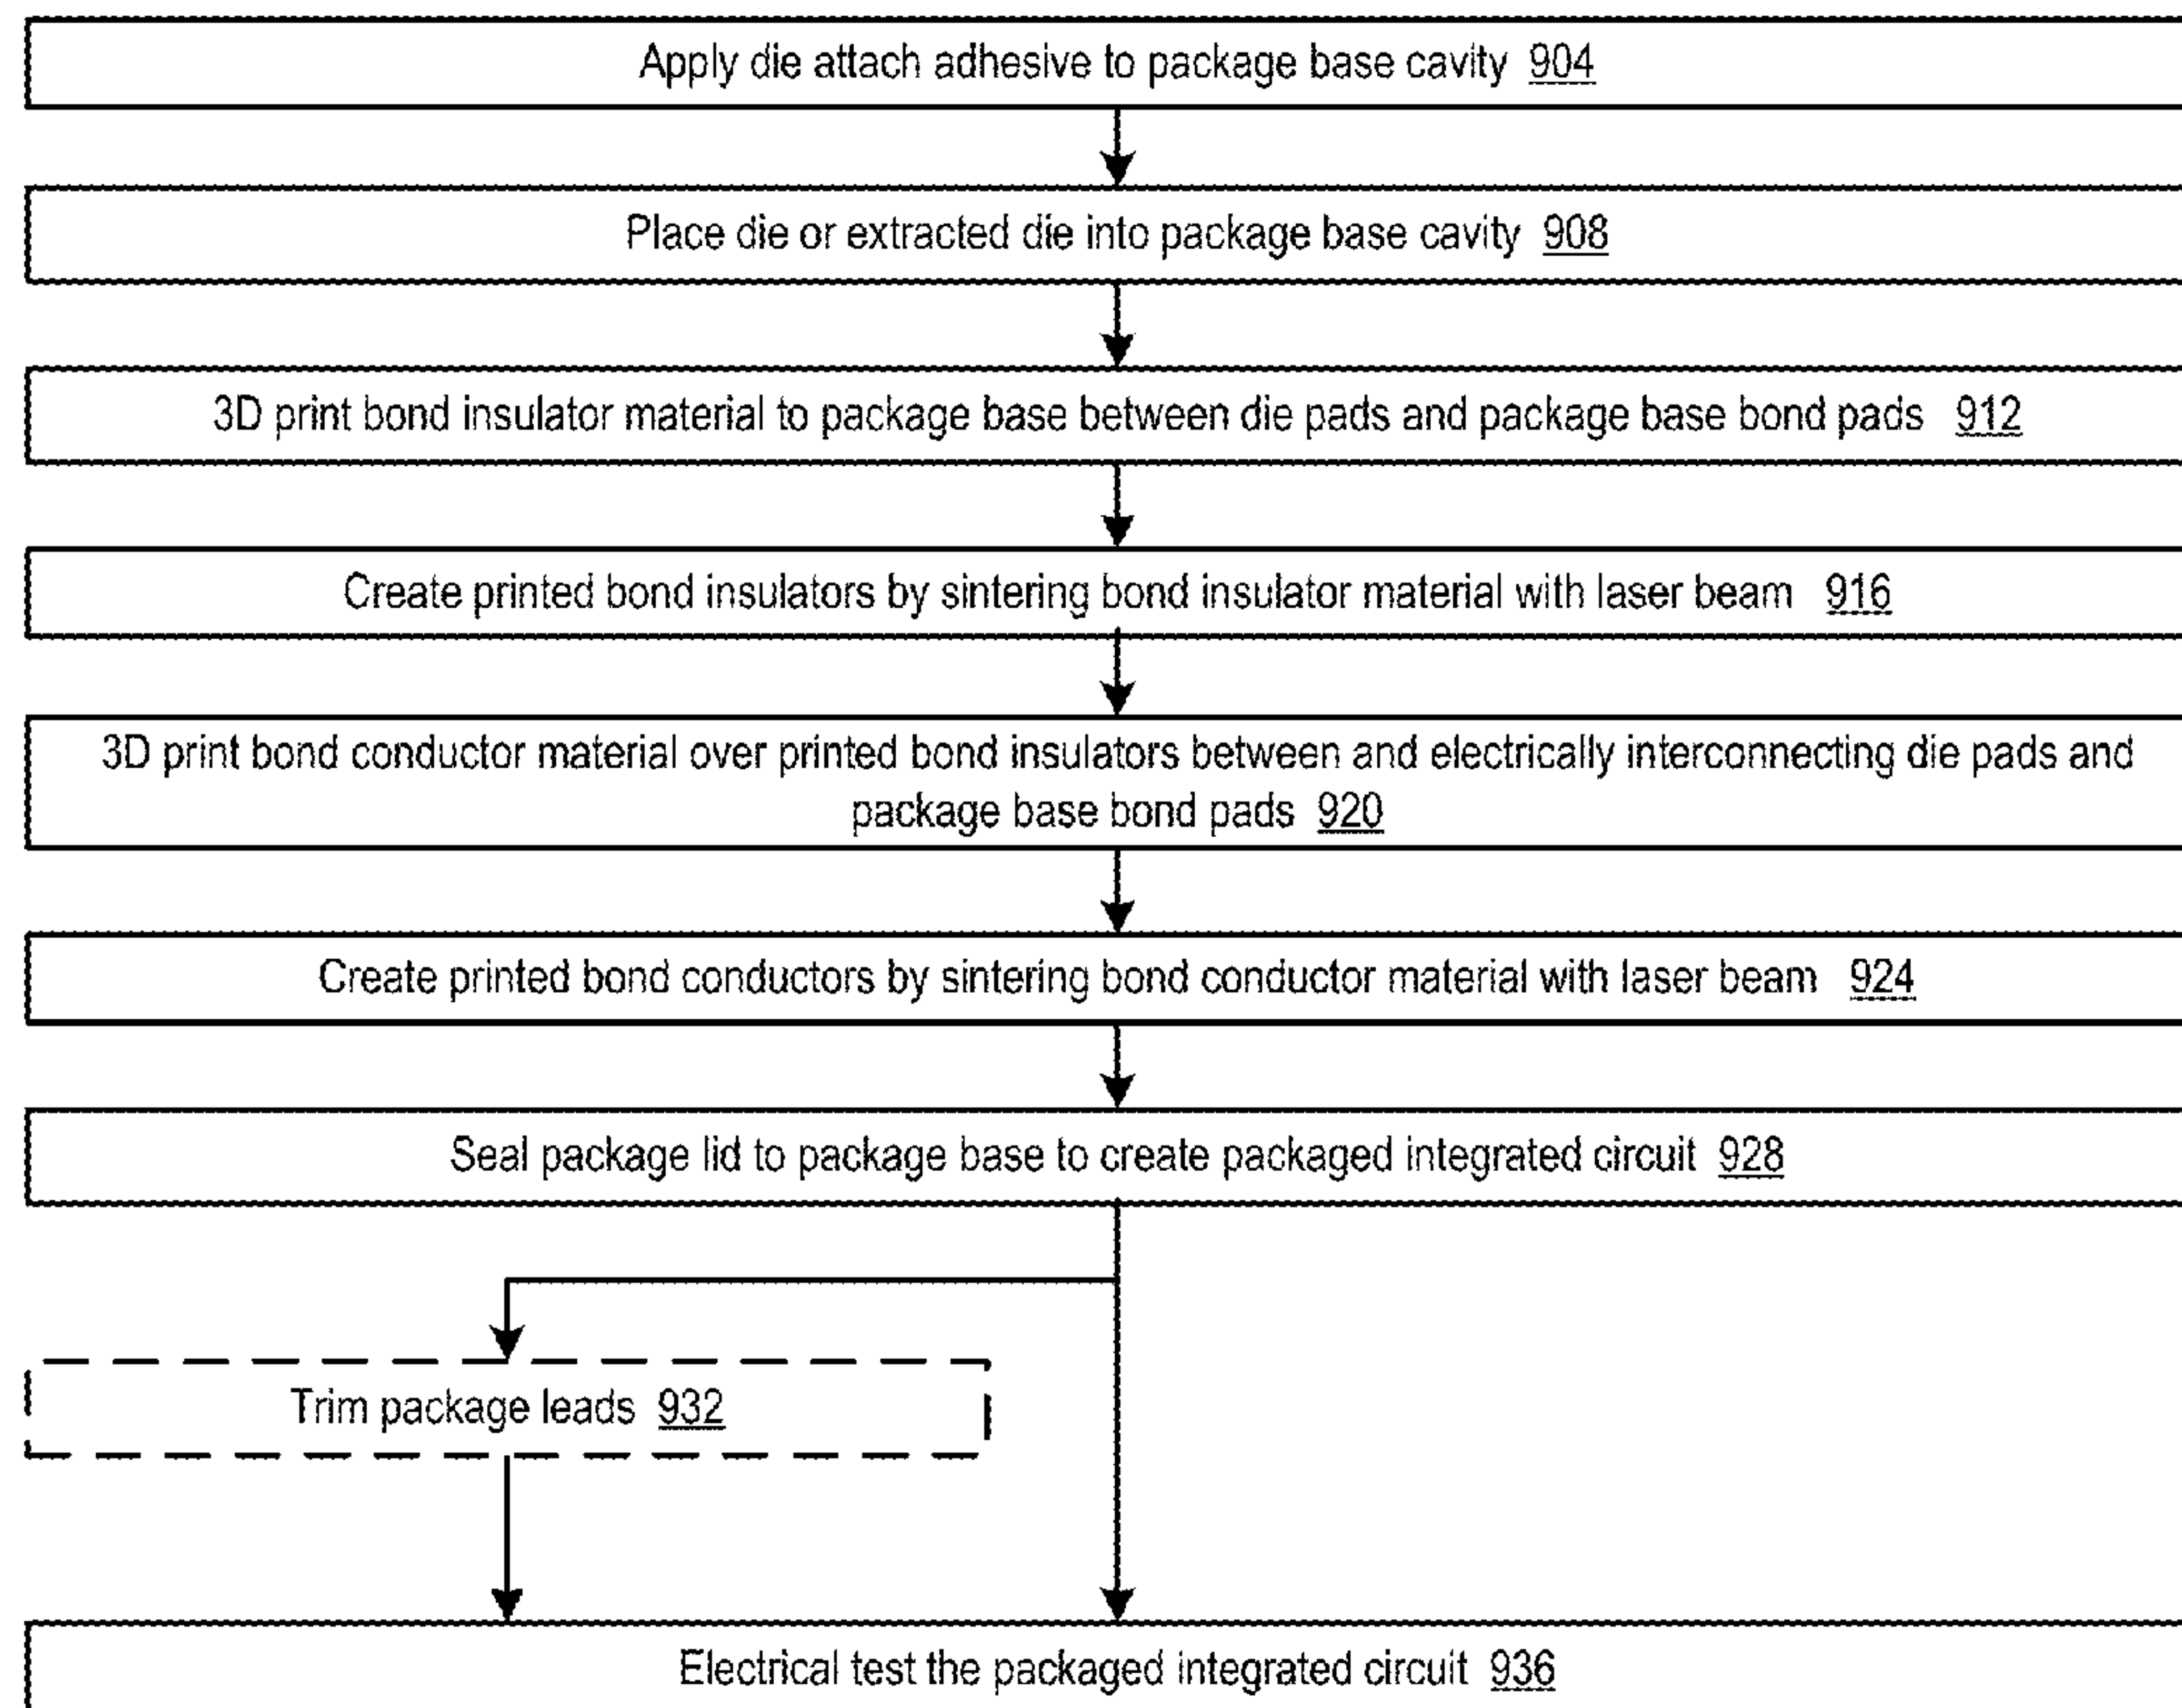 Apply die attach adhesive to package base cavity 904
Place die or extracted die into package base cavity 908
3D print bond insulator material to package base between die pads and package base bond pads 912
Create printed bond insulators by sintering bond insulator material with laser beam 916
3D print bond conductor material over printed bond insulators between and electrically interconnecting die pads and
package base bond pads 920
Create printed bond conductors by sintering bond conductor material with laser beam 924
Seal package lid to package base to create packaged integrated circuit 928
Trim package leads 932
Electrical test the packaged integrated circuit 936